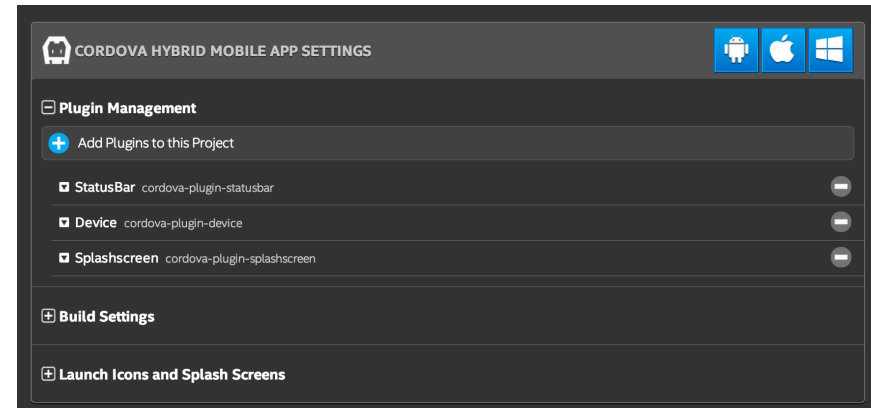 CORDOVA HYBRID MOBILE APP SETTINGS
Plugin Management
Add Plugins to this Project
StatusBar cordova-plugin-statusbar
Device cordova-plugin-device
Splashscreen cordova-plugin-splashscreen
Build Settings
Launch Icons and Splash Screens